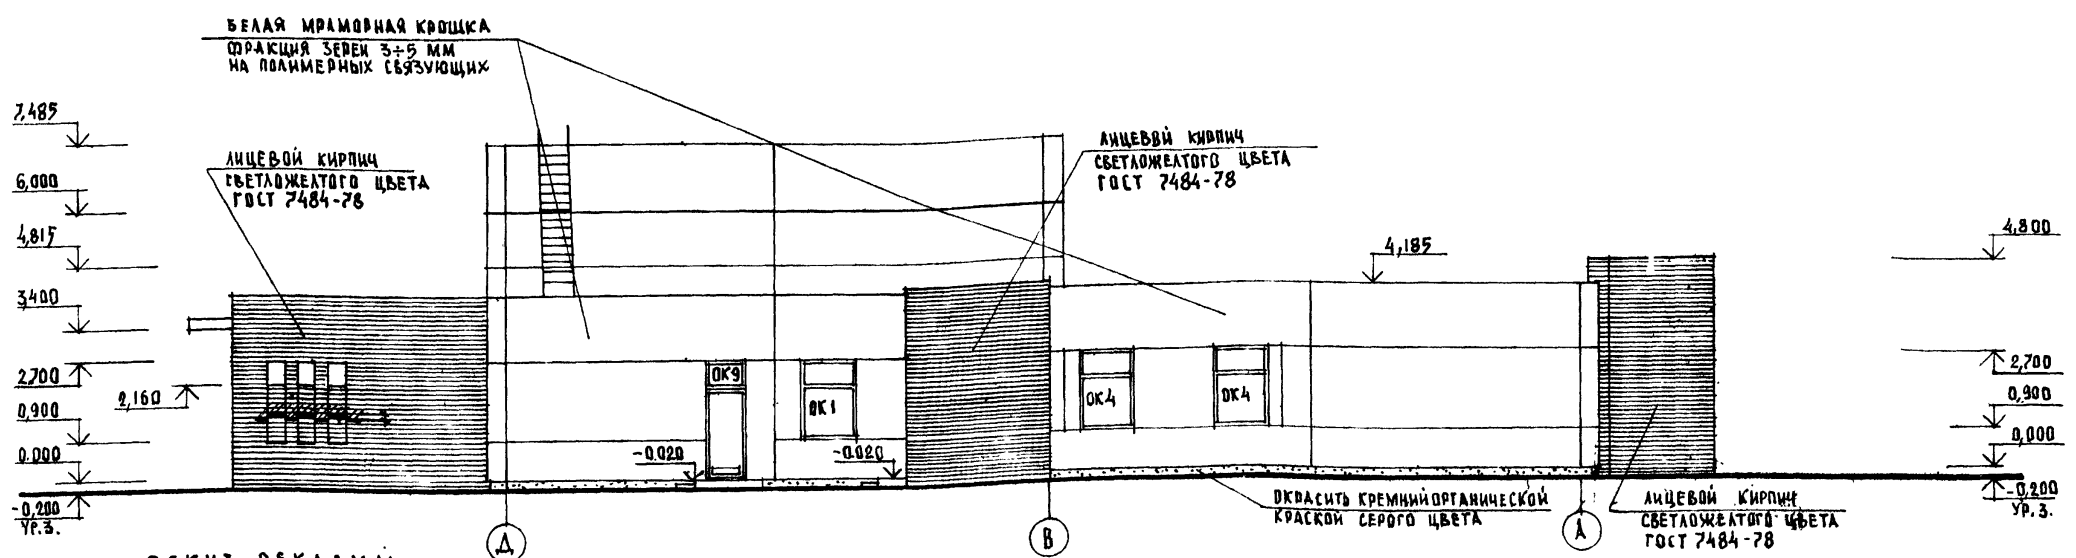 БЕЛАЯ МРАМОРНАЯ КРОШКА
ФРАКЦИЯ ЗЕРЕН 3÷5 ММ
НА ПОЛИМЕРНЫХ СВЯЗУЮЩИХ
7,485
6,000
4,815
3,400
2,700
2,160
0,900
0.000
-0,200
УР.З.
ЛИЦЕВОЙ КИРПИЧ
СВЕТЛОЖЕЛТОГО ЦВЕТА
ГОСТ 7484-78
ЛИЦЕВОЙ КИРПИЧ
СВЕТЛОЖЕЛТОГО ЦВЕТА
ГОСТ 7484-78
4,185
4,800
2,700
0,900
0,000
-0,200
УР.З.
ОК9
ОК1
ОК4
ОК4
-0.020
-0.020
ОКРАСИТЬ КРЕМНИЙОРГАНИЧЕСКОЙ
КРАСКОЙ СЕРОГО ЦВЕТА
ЛИЦЕВОЙ КИРПИЧ
СВЕТЛОЖЕЛТОГО ЦВЕТА
ГОСТ 7484-78
Д
В
А